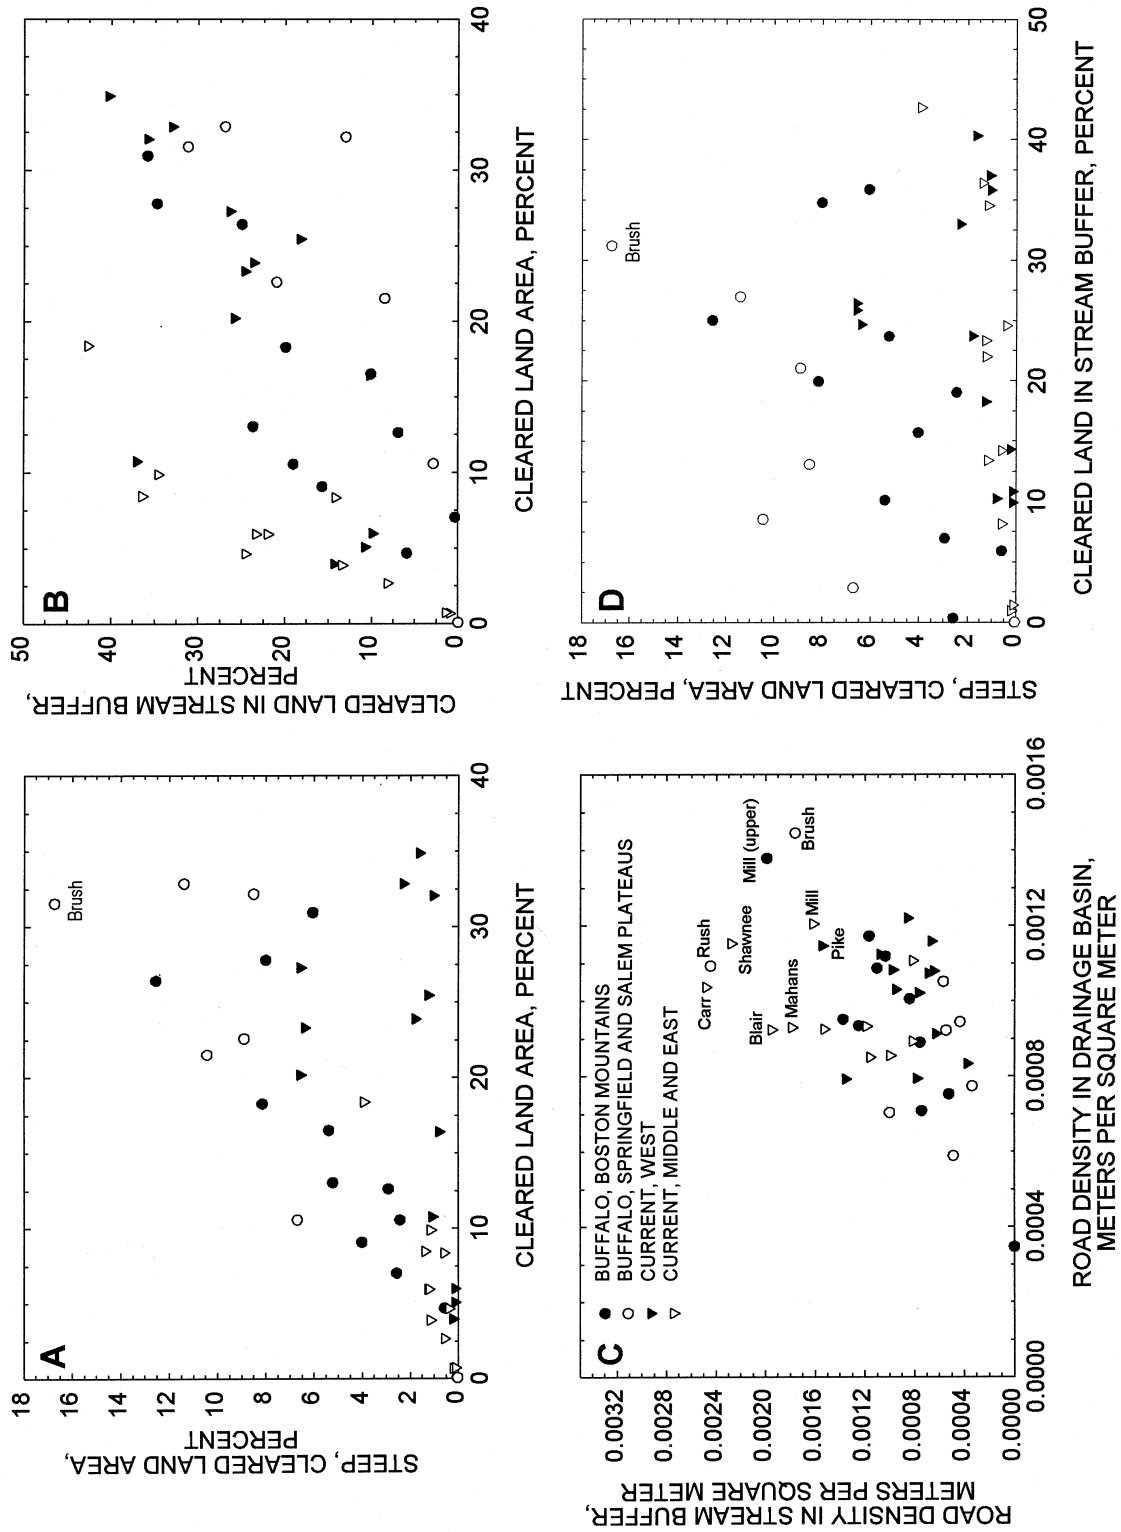 A
STEEP, CLEARED LAND AREA,
PERCENT
18
16
14
12
10
8
6
4
2
0
0
10
20
30
40
CLEARED LAND AREA, PERCENT
Brush
B
CLEARED LAND IN STREAM BUFFER,
PERCENT
50
40
30
20
10
0
0
10
20
30
40
CLEARED LAND AREA, PERCENT
C
ROAD DENSITY IN STREAM BUFFER,
METERS PER SQUARE METER
0.0032
0.0028
0.0024
0.0020
0.0016
0.0012
0.0008
0.0004
0.0000
0.0000
0.0004
0.0008
0.0012
0.0016
ROAD DENSITY IN DRAINAGE BASIN,
METERS PER SQUARE METER
BUFFALO, BOSTON MOUNTAINS
BUFFALO, SPRINGFIELD AND SALEM PLATEAUS
CURRENT, WEST
CURRENT, MIDDLE AND EAST
Carr
Rush
Shawnee
Blair
Mahans
Mill
Pike
Mill (upper)
Brush
D
STEEP, CLEARED LAND AREA, PERCENT
18
16
14
12
10
8
6
4
2
0
0
10
20
30
40
50
CLEARED LAND IN STREAM BUFFER, PERCENT
Brush